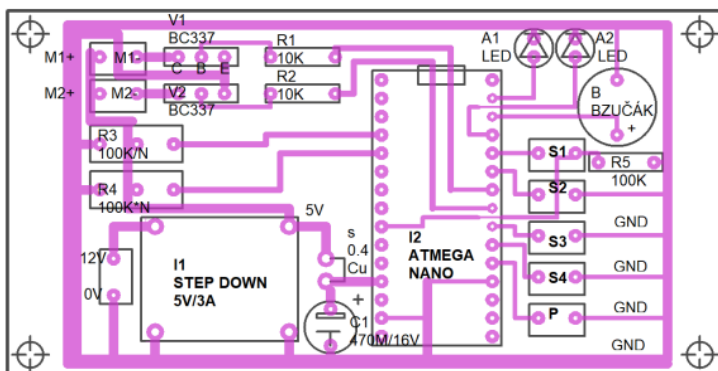 V1
BC337
M1+
M1-
C B E
R1
10K
A1
LED
A2
LED
M2+
M2-
V2
BC337
R2
10K
B
BZUČÁK
+
R3
100K/N
S1
R5
100K
R4
100K*N
S2
5V
GND
s
0.4
Cu
I2
ATMEGA
NANO
S3
12V
I1
STEP DOWN
5V/3A
GND
S4
0V
+
C1
470M/16V
GND
P
GND